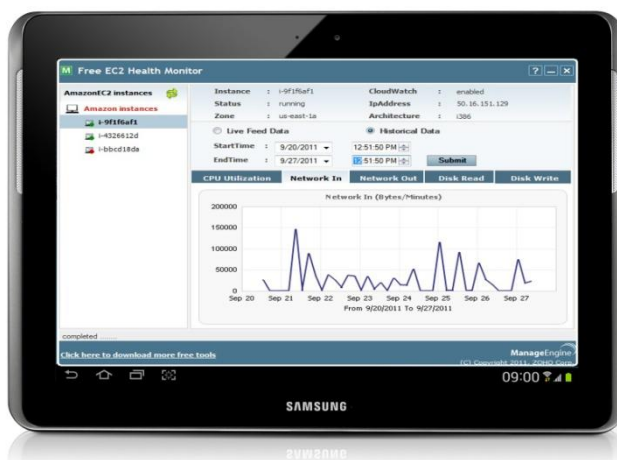 M Free EC2 Health Monitor
AmazonEC2 instances
Amazon instances
i-9f1f6af1
i-4326612d
i-bbcd18da
Instance : i-9f1f6af1 CloudWatch : enabled
Status : running IpAddress : 50.16.151.129
Zone : us-east-1a Architecture : i386
Live Feed Data Historical Data
StartTime : 9/20/2011 12:51:50 PM
EndTime : 9/27/2011 12:51:50 PM Submit
CPU Utilization Network In Network Out Disk Read Disk Write
Network In (Bytes/Minutes)
200000
150000
100000
50000
0
Sep 20 Sep 21 Sep 22 Sep 23 Sep 24 Sep 25 Sep 26 Sep 27
From 9/20/2011 To 9/27/2011
completed ......
Click here to download more free tools
ManageEngine
(C) Copyright 2011, ZOHO Corp.
09:00
SAMSUNG